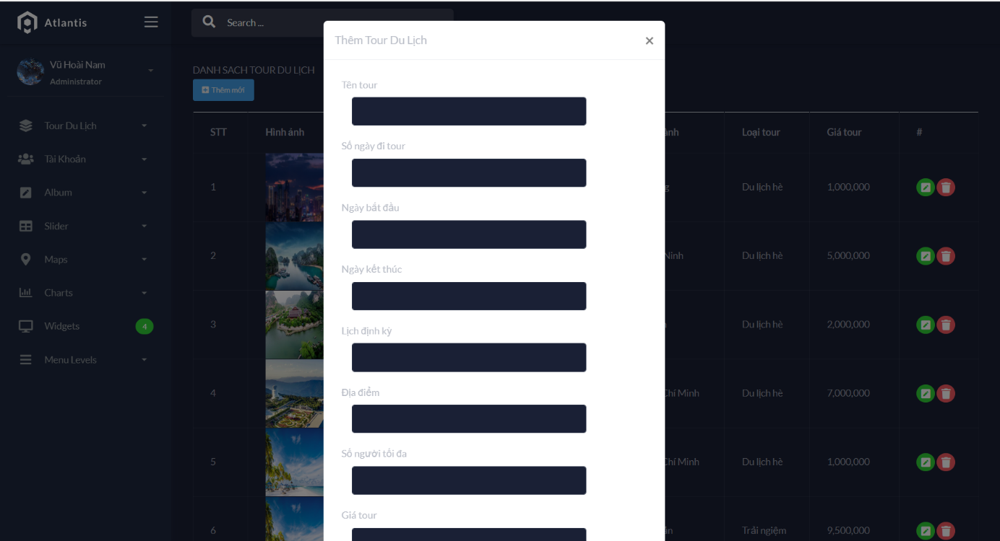 Atlantis
Search ...
Thêm Tour Du Lịch
×
Vũ Hoài Nam
Administrator
DANH SACH TOUR DU LỊCH
Thêm mới
Tên tour
Số ngày đi tour
Ngày bắt đầu
Ngày kết thúc
Lịch định kỳ
Địa điểm
Số người tối đa
Giá tour
Tour Du Lịch
Tài Khoản
Album
Slider
Maps
Charts
Widgets
4
Menu Levels
STT Hình ảnh ành Loại tour Giá tour #
1 g Du lịch hè 1,000,000
2 Ninh Du lịch hè 5,000,000
3 Du lịch hè 2,000,000
4 Chí Minh Du lịch hè 7,000,000
5 Chí Minh Du lịch hè 1,000,000
6 Trải ngiệm 9,500,000